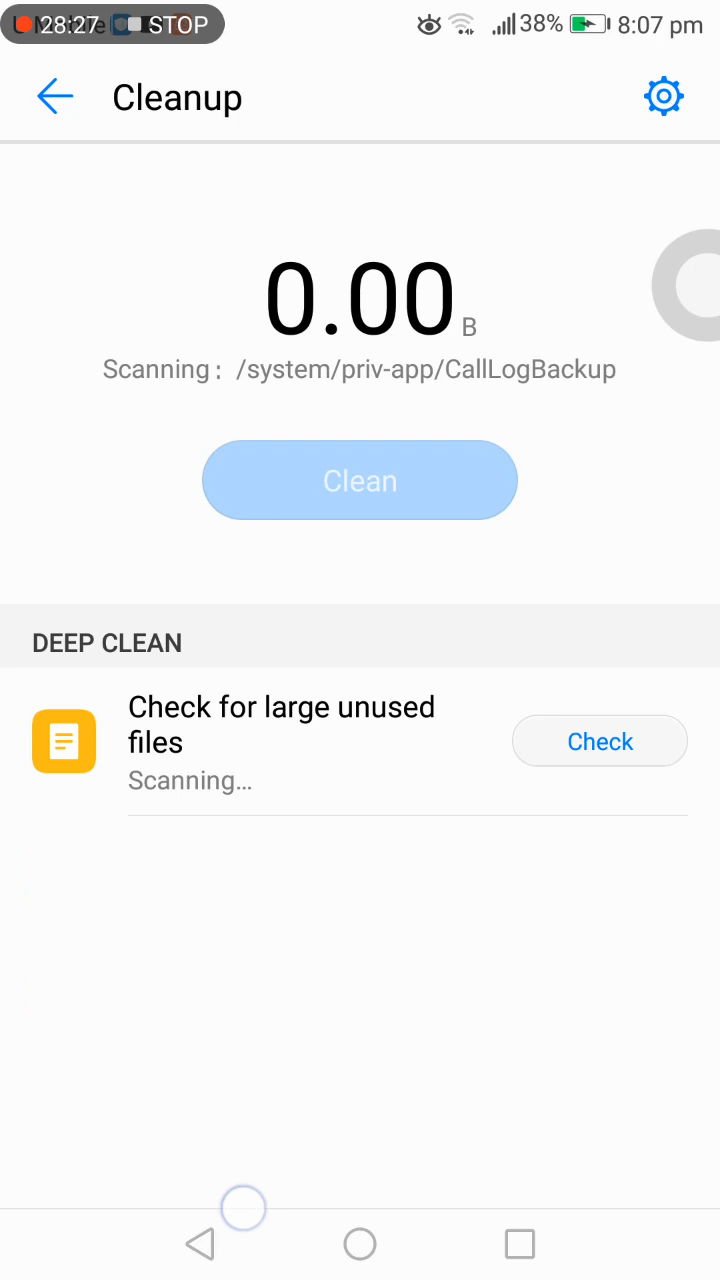 28:27 STOP 38% 8:07 pm
Cleanup
0.00 B
Scanning : /system/priv-app/CallLogBackup
Clean
DEEP CLEAN
Check for large unused
files
Check
Scanning...